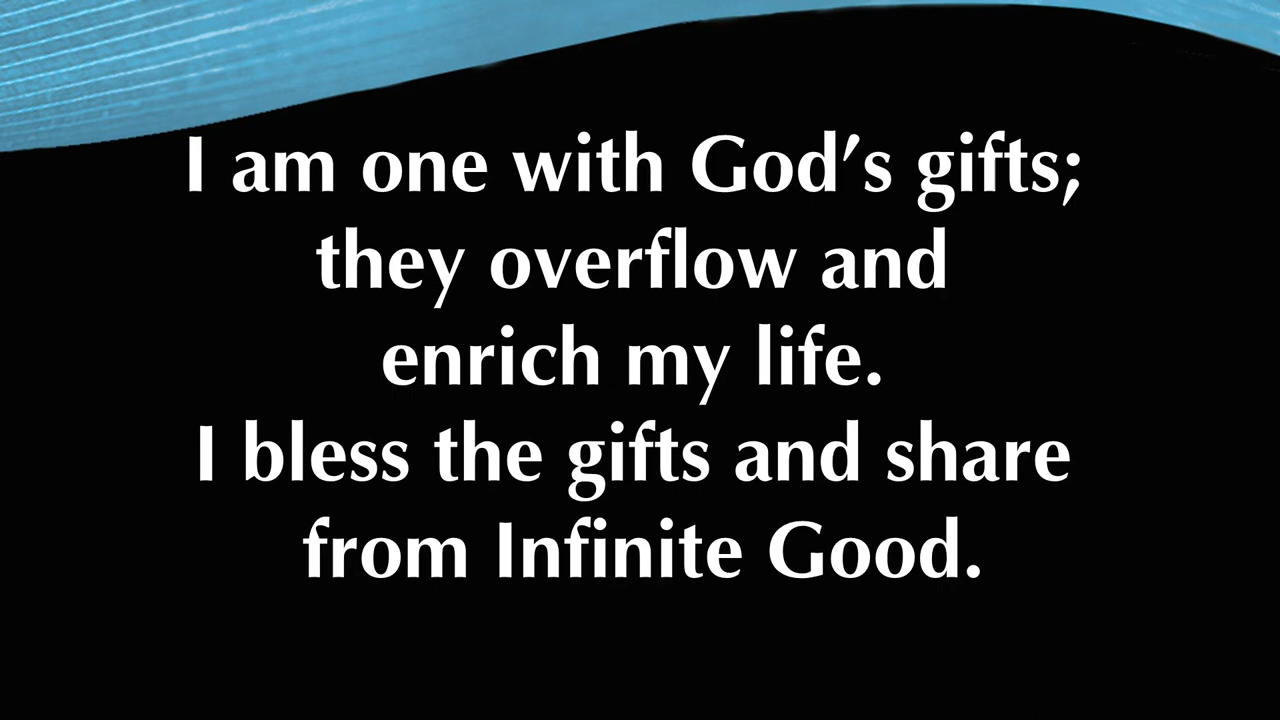 I am one with God’s gifts;
they overflow and
enrich my life.
I bless the gifts and share
from Infinite Good.